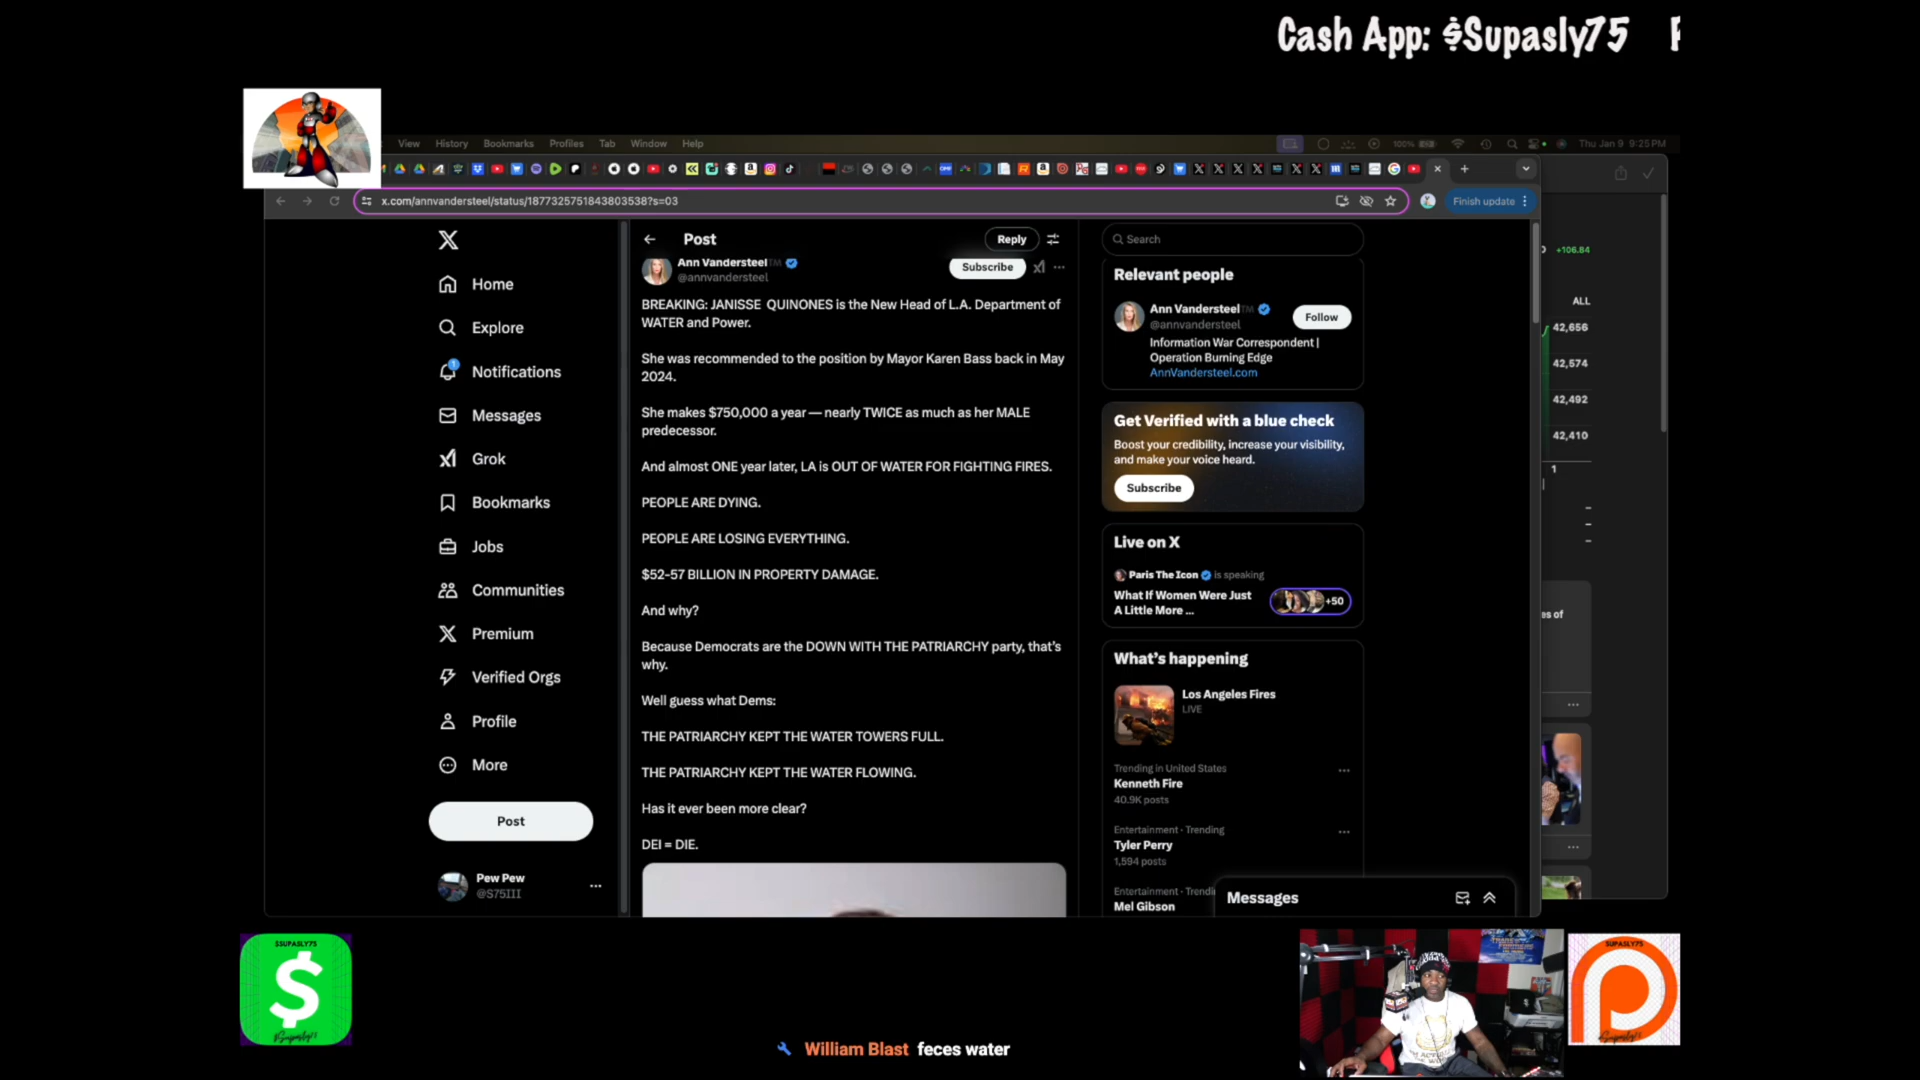 Cash App: $Supasly75
View History Bookmarks Profiles Tab Window Help
100% Thu Jan 9 9:25 PM
x.com/annvandersteel/status/1877325751843803538?s=03
Finish update
Post
Reply
Search
Home
Explore
1
Notifications
Messages
Grok
Bookmarks
Jobs
Communities
Premium
Verified Orgs
Profile
More
Post
Pew Pew
@S75III
Ann Vandersteel™
@annvandersteel
Subscribe
BREAKING: JANISSE QUINONES is the New Head of L.A. Department of
WATER and Power.
She was recommended to the position by Mayor Karen Bass back in May
2024.
She makes $750,000 a year — nearly TWICE as much as her MALE
predecessor.
And almost ONE year later, LA is OUT OF WATER FOR FIGHTING FIRES.
PEOPLE ARE DYING.
PEOPLE ARE LOSING EVERYTHING.
$52-57 BILLION IN PROPERTY DAMAGE.
And why?
Because Democrats are the DOWN WITH THE PATRIARCHY party, that's
why.
Well guess what Dems:
THE PATRIARCHY KEPT THE WATER TOWERS FULL.
THE PATRIARCHY KEPT THE WATER FLOWING.
Has it ever been more clear?
DEI = DIE.
Relevant people
Ann Vandersteel™
@annvandersteel
Follow
Information War Correspondent |
Operation Burning Edge
AnnVandersteel.com
Get Verified with a blue check
Boost your credibility, increase your visibility,
and make your voice heard.
Subscribe
Live on X
Paris The Icon is speaking
What If Women Were Just
A Little More ...
+50
What's happening
Los Angeles Fires
LIVE
Trending in United States
Kenneth Fire
40.9K posts
Entertainment · Trending
Tyler Perry
1,594 posts
Entertainment · Trendi
Mel Gibson
Messages
+106.84
ALL
42,656
42,574
42,492
42,410
1
es of
$SUPASLY75
$
$Supasly75
William Blast feces water
SUPASLY75